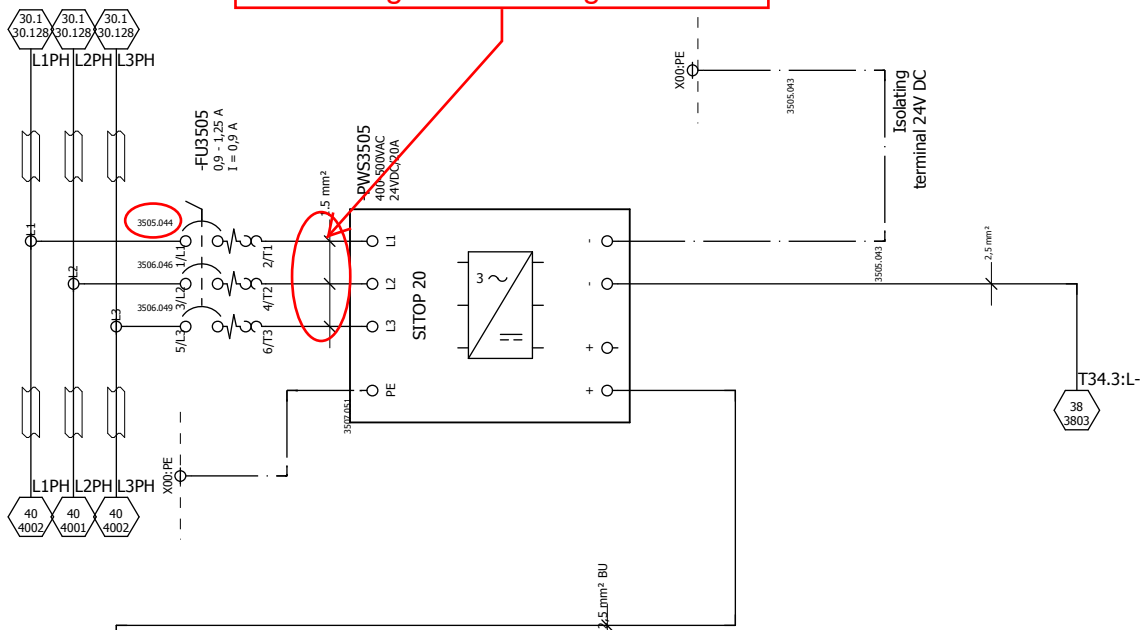 30.1
30.128
30.1
30.128
30.1
30.128
L1PH
L2PH
L3PH
-FU3505
0,9 - 1,25 A
I = 0,9 A
PWS3505
400-500VAC
24VDC/20A
X00:PE
3505.043
Isolating
terminal 24V DC
3505.044
L1
1/L1
2/T1
L1
-
3505.043
2,5 mm²
3506.046
L2
3/L2
4/T2
L2
-
SITOP 20
3
3506.049
L3
5/L3
6/T3
L3
+
PE
+
3507.051
T34.3:L-
38
3803
X00:PE
L1PH
L2PH
L3PH
40
4002
40
4001
40
4002
2,5 mm² BU